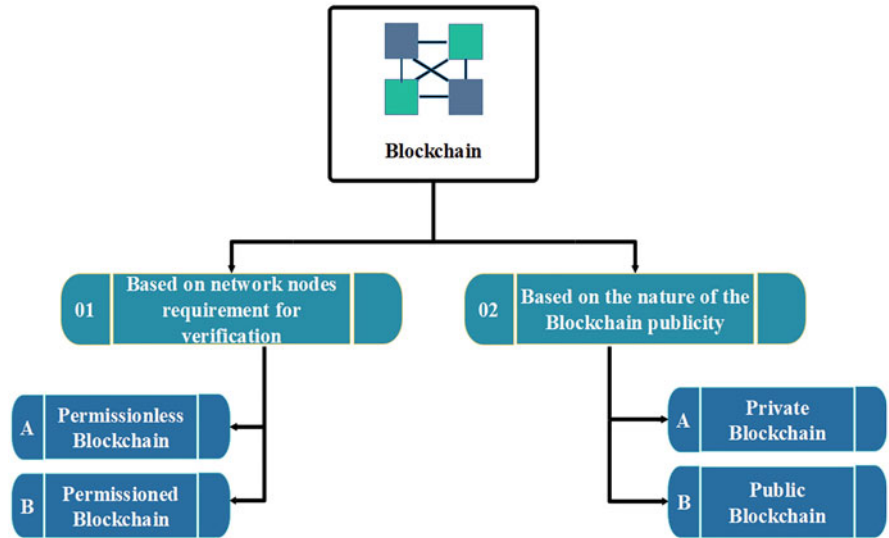 Blockchain
01
Based on network nodes
requirement for
verification
02
Based on the nature of the
Blockchain publicity
A
Permissionless
Blockchain
B
Permissioned
Blockchain
A
Private
Blockchain
B
Public
Blockchain